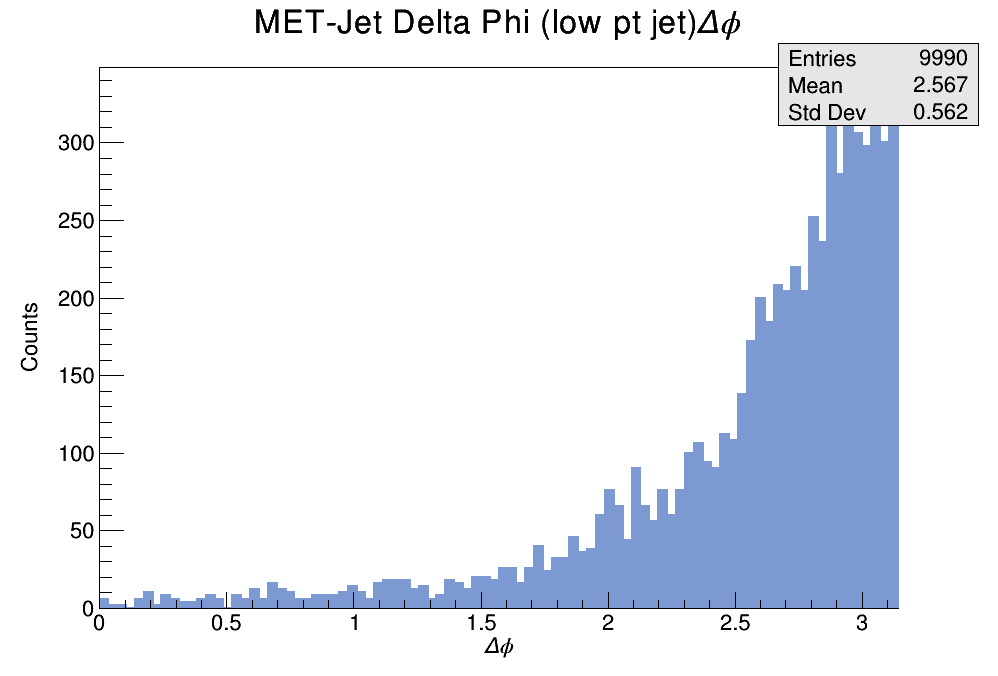 MET-Jet Delta Phi (low pt jet)Δϕ
Entries 9990
Mean 2.567
Std Dev 0.562
300
250
200
150
100
50
0
Counts
0 0.5 1 1.5 2 2.5 3
Δϕ